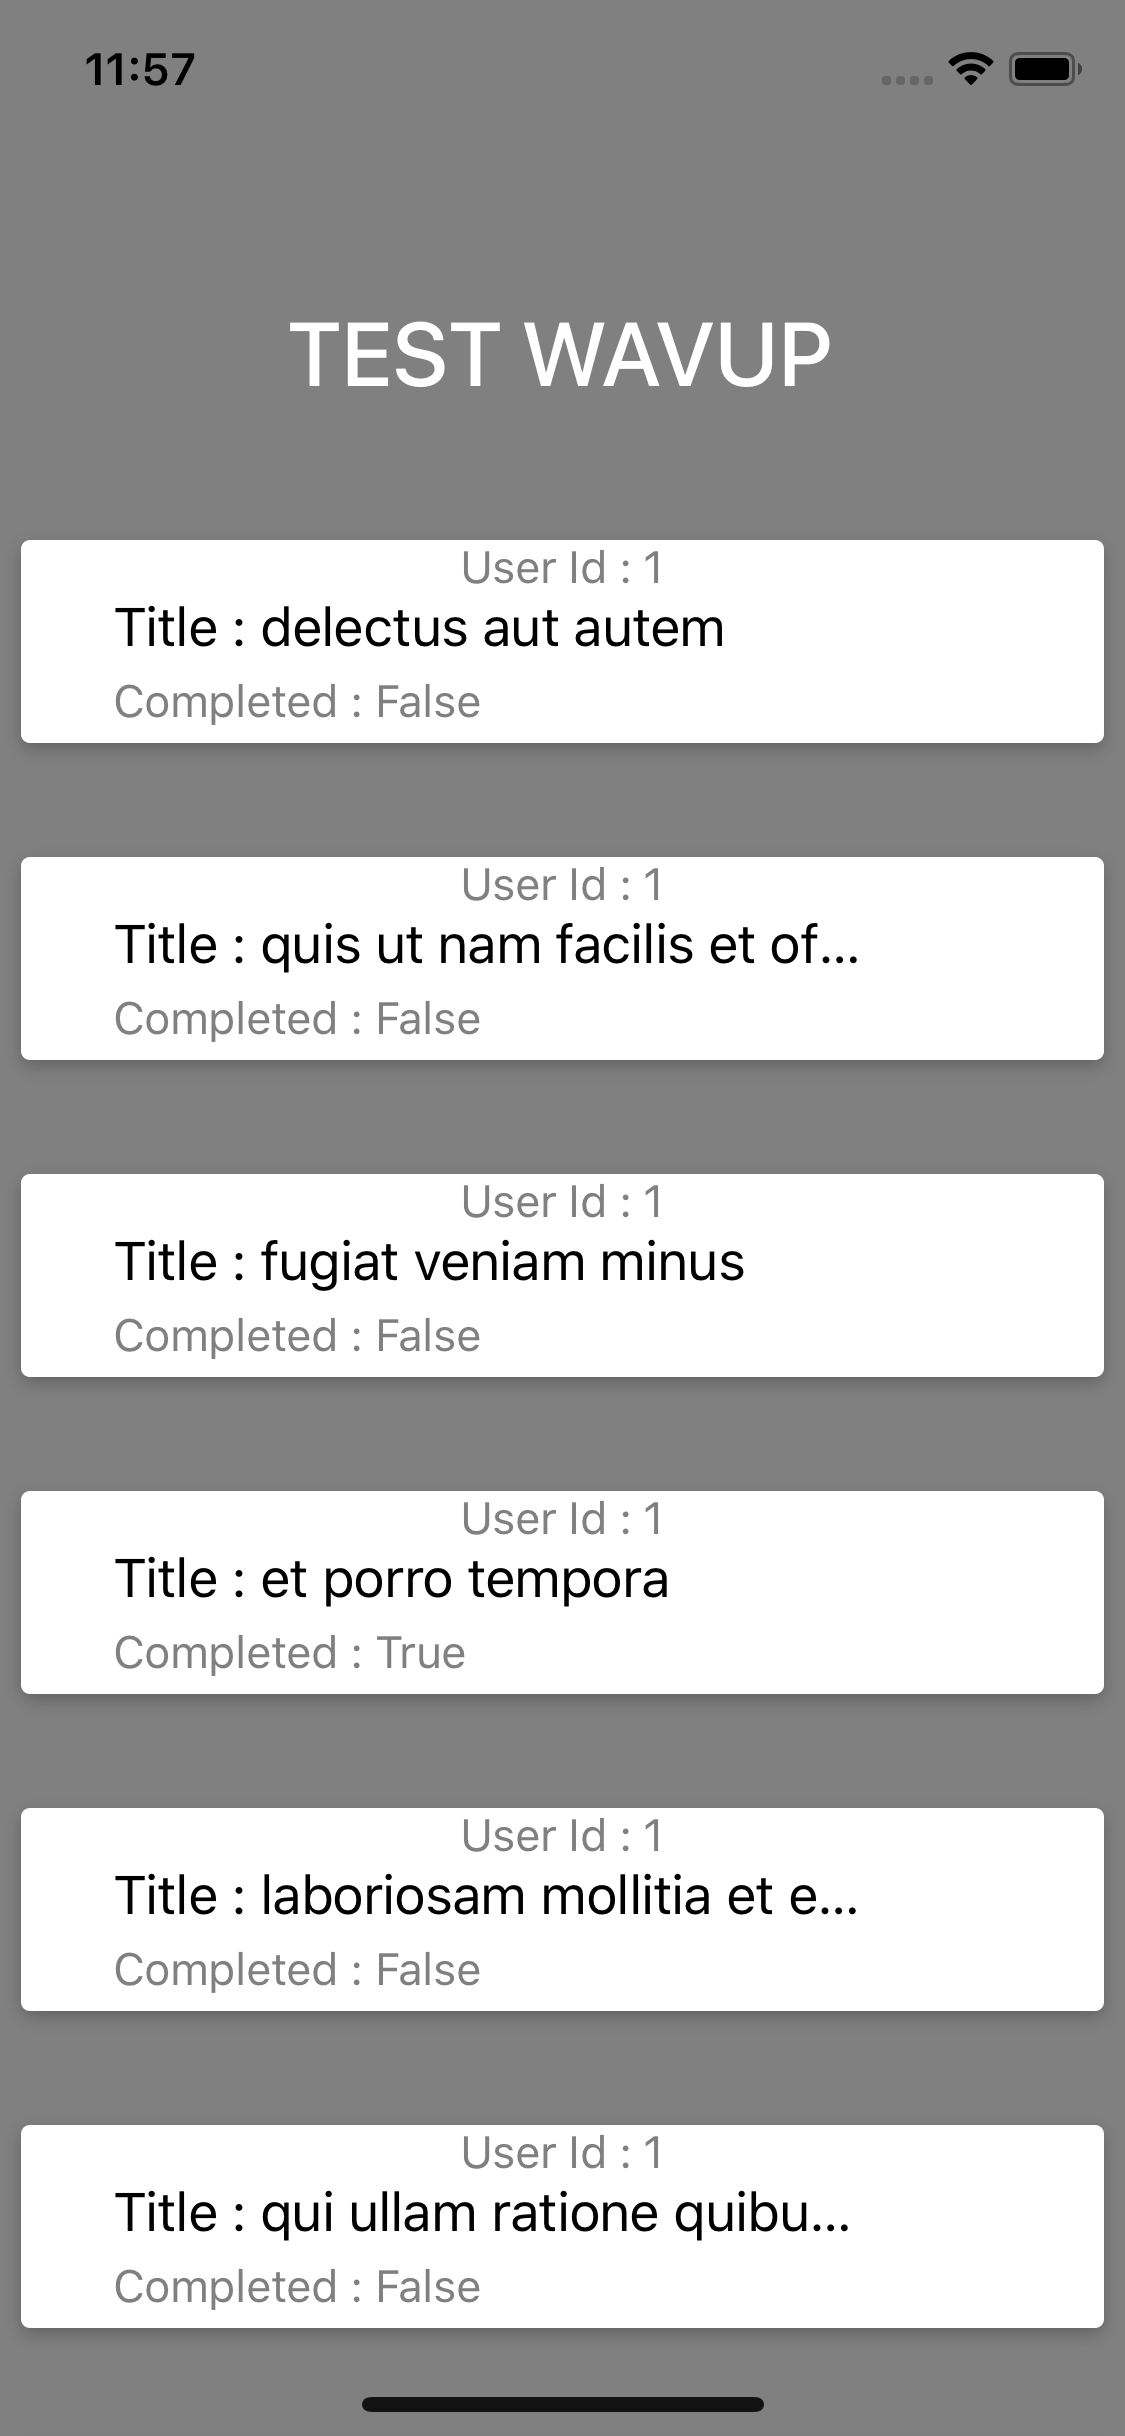 11:57
TEST WAVUP
User Id : 1
Title : delectus aut autem
Completed : False
User Id : 1
Title : quis ut nam facilis et of...
Completed : False
User Id : 1
Title : fugiat veniam minus
Completed : False
User Id : 1
Title : et porro tempora
Completed : True
User Id : 1
Title : laboriosam mollitia et e...
Completed : False
User Id : 1
Title : qui ullam ratione quibu...
Completed : False